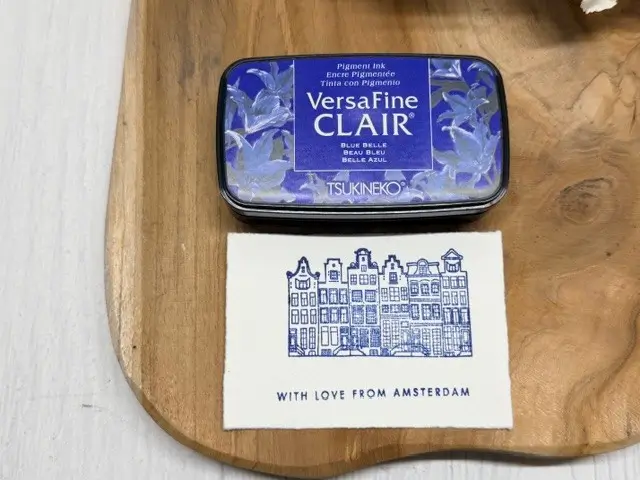 Pigment Ink
Encre Pigmentée
Tinta con Pigmento
VersaFine
CLAIR®
BLUE BELLE
BEAU BLEU
BELLE AZUL
TSUKINEKO®
WITH LOVE FROM AMSTERDAM